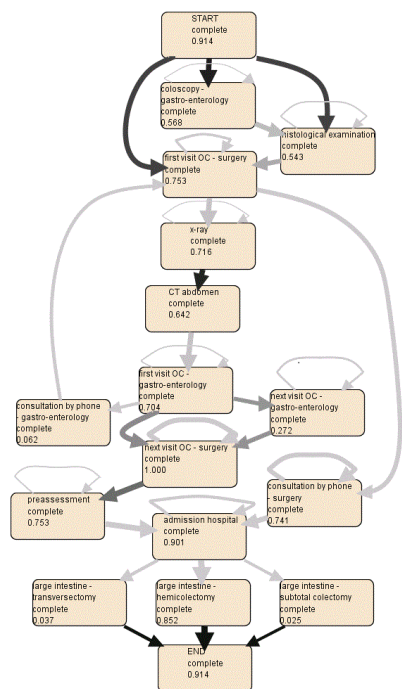 START
complete
0.914
coloscopy -
gastro-enterology
complete
0.568
histological examination
complete
0.543
first visit OC - surgery
complete
0.753
x-ray
complete
0.716
CT abdomen
complete
0.642
first visit OC -
gastro-enterology
complete
0.704
next visit OC -
gastro-enterology
complete
0.272
consultation by phone
- gastro-enterology
complete
0.062
next visit OC - surgery
complete
1.000
consultation by phone
- surgery
complete
0.741
preassessment
complete
0.753
admission hospital
complete
0.901
large intestine -
transversectomy
complete
0.037
large intestine -
hemicolectomy
complete
0.852
large intestine -
subtotal colectomy
complete
0.025
END
complete
0.914